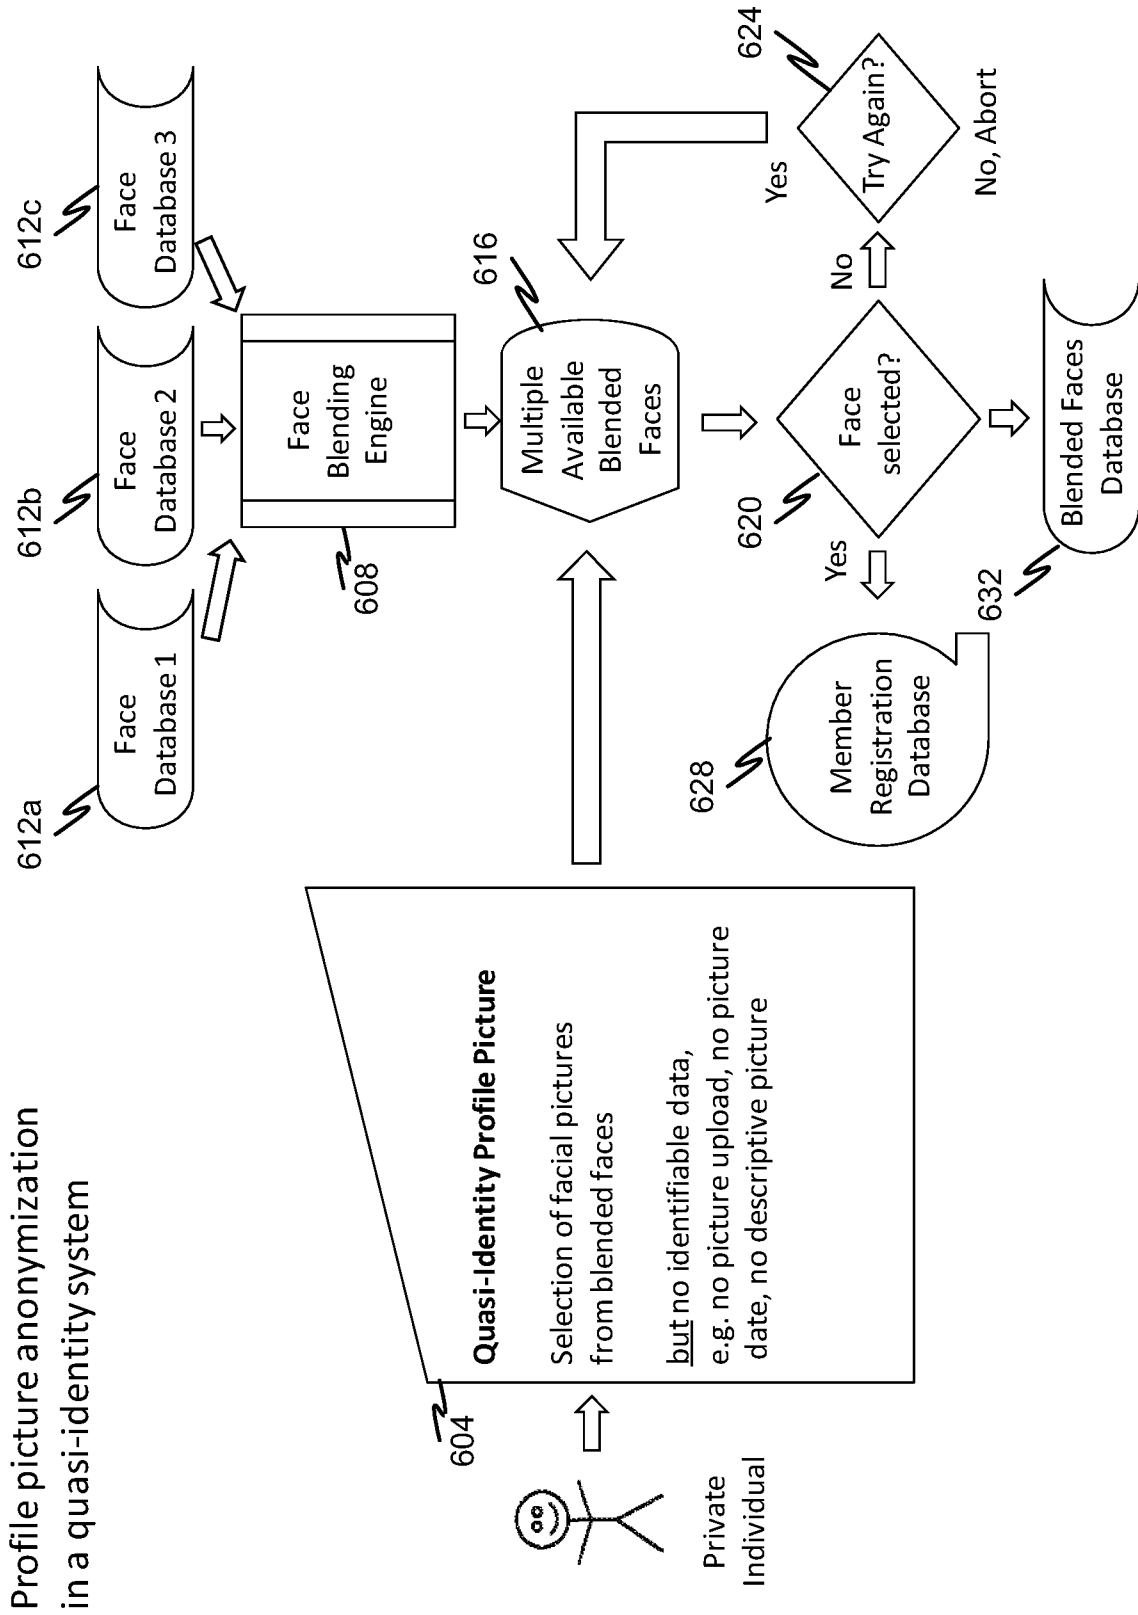 Profile picture anonymization
in a quasi-identity system
612a
612b
612c
Face
Database 1
Face
Database 2
Face
Database 3
Face
Blending
Engine
608
604
Quasi-Identity Profile Picture
Selection of facial pictures
from blended faces
but no identifiable data,
e.g. no picture upload, no picture
date, no descriptive picture
Private
Individual
616
Multiple
Available
Blended
Faces
620
Face
selected?
Yes
No
624
Try Again?
Yes
No, Abort
628
Member
Registration
Database
632
Blended Faces
Database